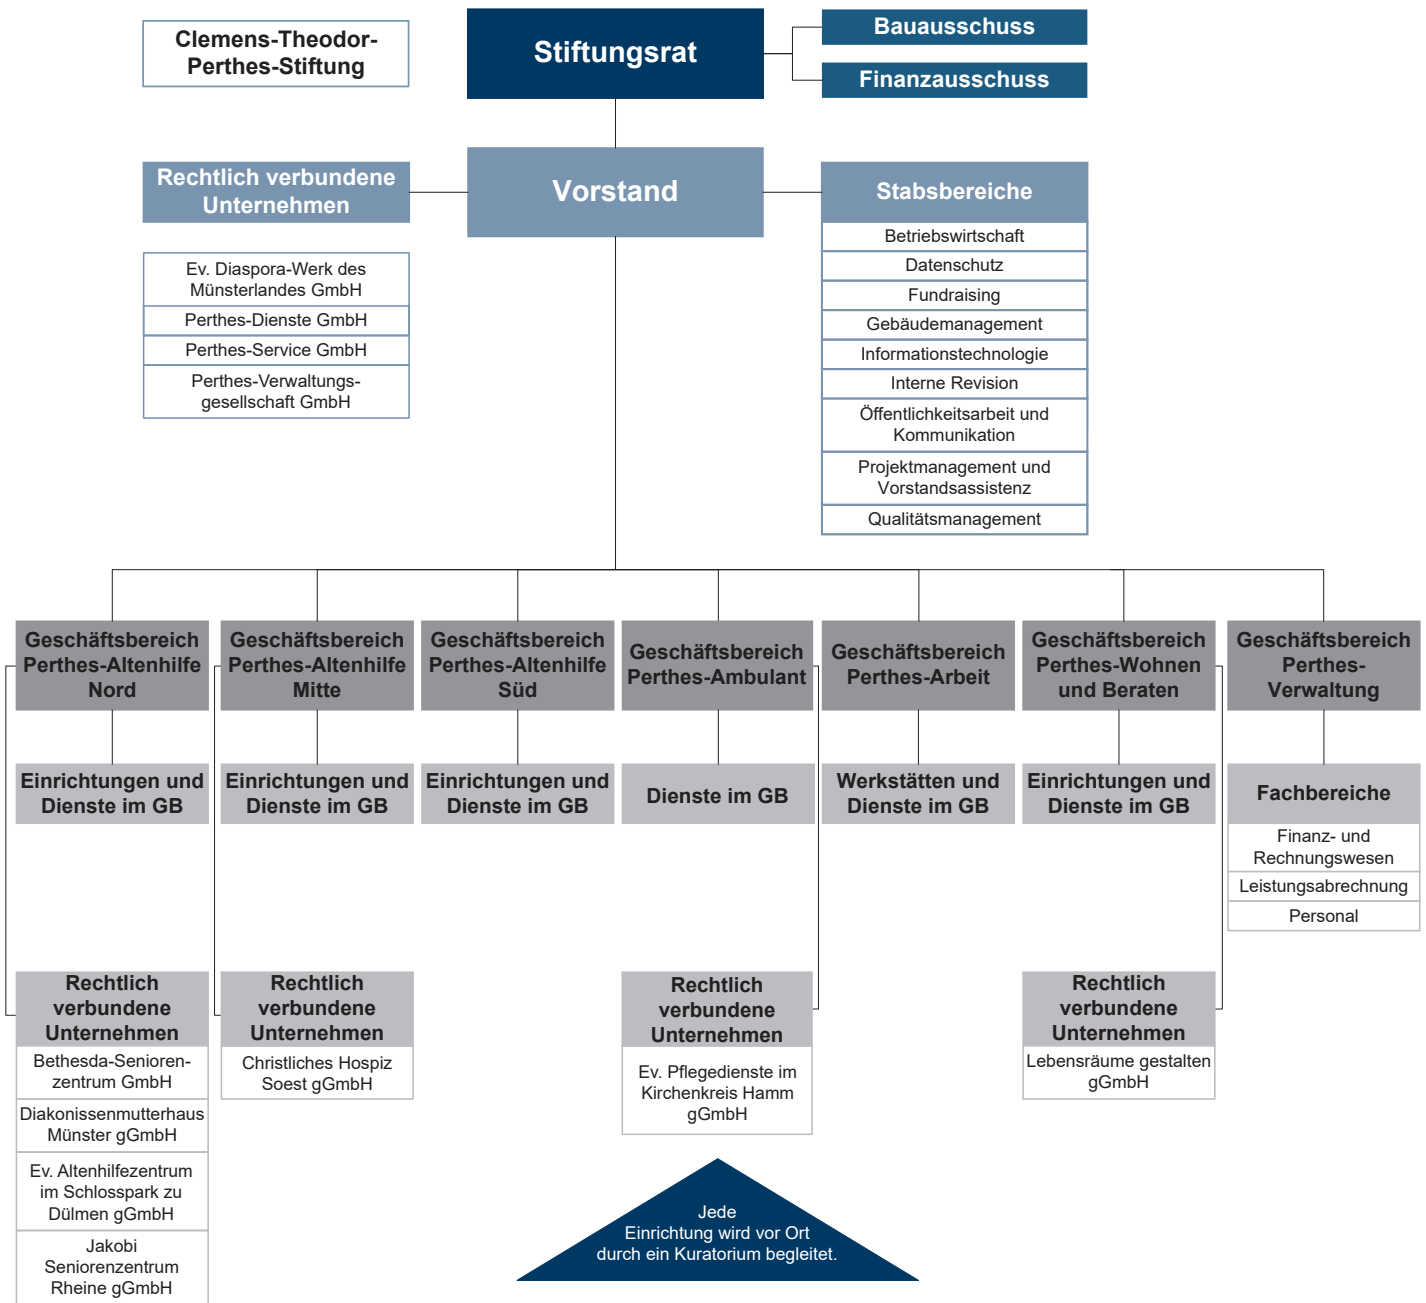 Clemens-Theodor-
Perthes-Stiftung
Stiftungsrat
Bauausschuss
Finanzausschuss
Rechtlich verbundene
Unternehmen
Vorstand
Stabsbereiche
Ev. Diaspora-Werk des
Münsterlandes GmbH
Perthes-Dienste GmbH
Perthes-Service GmbH
Perthes-Verwaltungs-
gesellschaft GmbH
Betriebswirtschaft
Datenschutz
Fundraising
Gebäudemanagement
Informationstechnologie
Interne Revision
Öffentlichkeitsarbeit und
Kommunikation
Projektmanagement und
Vorstandsassistenz
Qualitätsmanagement
Geschäftsbereich
Perthes-Altenhilfe
Nord
Geschäftsbereich
Perthes-Altenhilfe
Mitte
Geschäftsbereich
Perthes-Altenhilfe
Süd
Geschäftsbereich
Perthes-Ambulant
Geschäftsbereich
Perthes-Arbeit
Geschäftsbereich
Perthes-Wohnen
und Beraten
Geschäftsbereich
Perthes-
Verwaltung
Einrichtungen und
Dienste im GB
Einrichtungen und
Dienste im GB
Einrichtungen und
Dienste im GB
Dienste im GB
Werkstätten und
Dienste im GB
Einrichtungen und
Dienste im GB
Fachbereiche
Finanz- und
Rechnungswesen
Leistungsabrechnung
Personal
Rechtlich
verbundene
Unternehmen
Bethesda-Senioren-
zentrum GmbH
Diakonissenmutterhaus
Münster gGmbH
Ev. Altenhilfezentrum
im Schlosspark zu
Dülmen gGmbH
Jakobi
Seniorenzentrum
Rheine gGmbH
Rechtlich
verbundene
Unternehmen
Christliches Hospiz
Soest gGmbH
Rechtlich
verbundene
Unternehmen
Ev. Pflegedienste im
Kirchenkreis Hamm
gGmbH
Rechtlich
verbundene
Unternehmen
Lebensräume gestalten
gGmbH
Jede
Einrichtung wird vor Ort
durch ein Kuratorium begleitet.